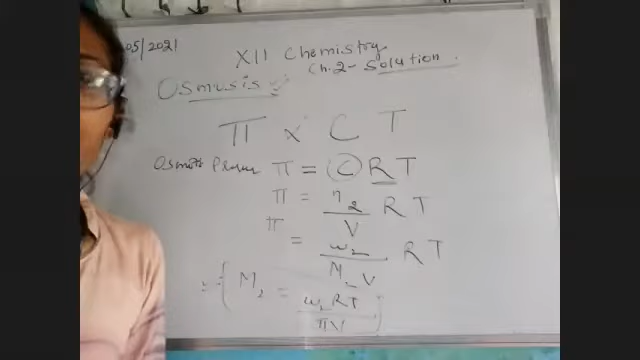 05/2021
XII Chemistry
Ch.2- Solution
Osmosis
π ∝ C T
Osmotic Pressure π = C R T
π = n₂/V R T
π = w₂/M₂ V R T
M₂ = w₂ R T/π V